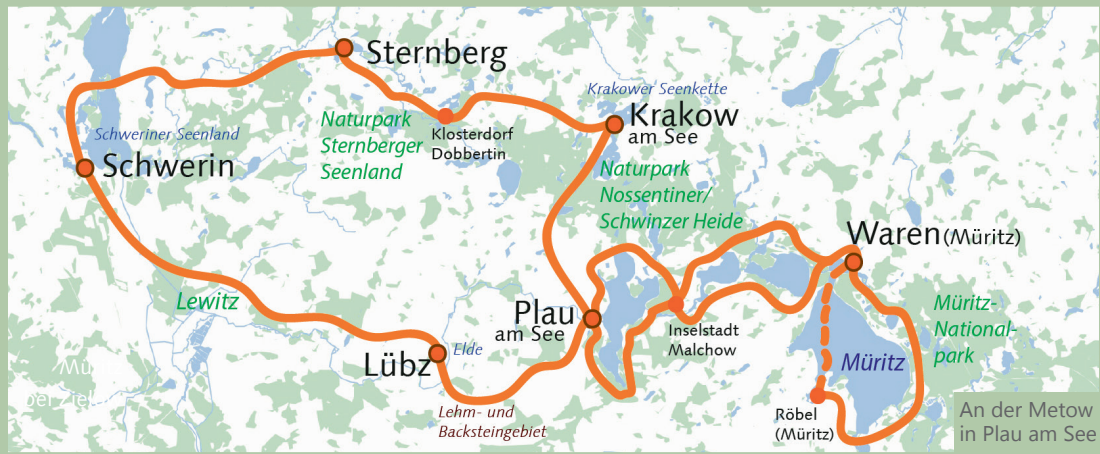 Sternberg
Krakower Seenkette
Krakow
am See
Naturpark
Sternberger
Seenland
Klosterdorf
Dobbertin
Schweriner Seenland
Schwerin
Naturpark
Nossentiner/
Schwinzer Heide
Waren (Müritz)
Lewitz
Plau
am See
Inselstadt
Malchow
Müritz-
National-
park
Lübz
Elde
Müritz
Lehm- und
Backsteingebiet
Röbel
(Müritz)
An der Metow
in Plau am See